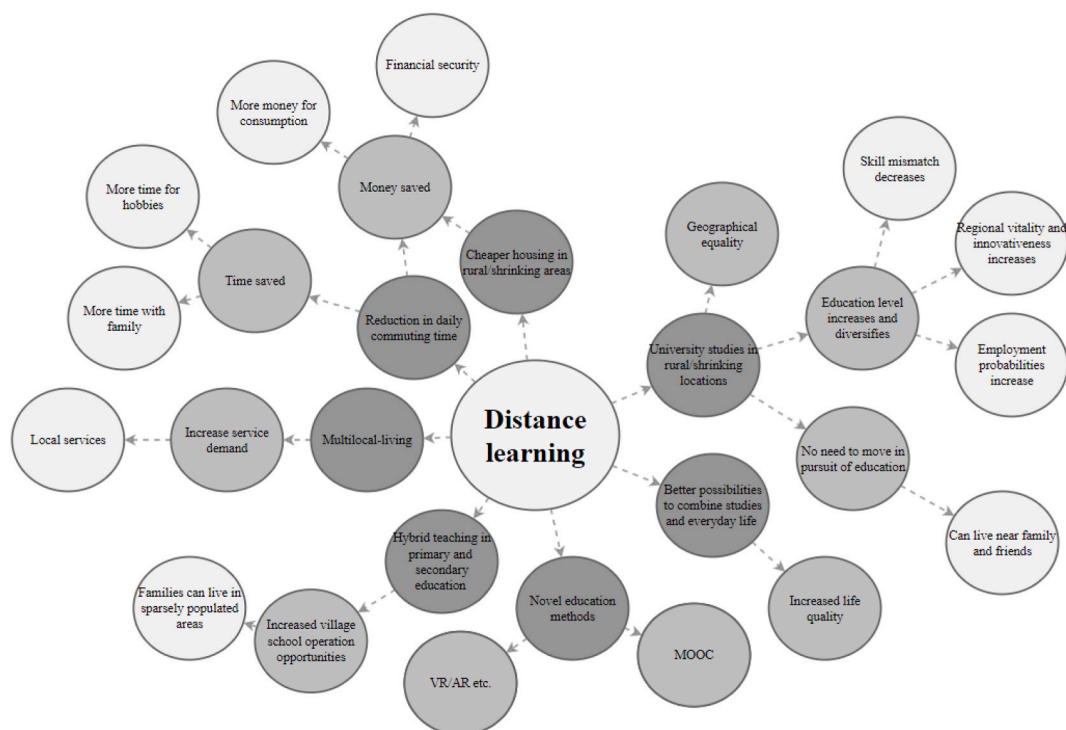 Financial security
More money for
consumption
Money saved
More time for
hobbies
Time saved
More time with
family
Cheaper housing in
rural/shrinking areas
Reduction in daily
commuting time
Skill mismatch
decreases
Geographical
equality
Regional vitality and
innovativeness
increases
Education level
increases and
diversifies
University studies in
rural/shrinking
locations
Employment
probabilities
increase
Distance
learning
Local services
Increase service
demand
Multilocal-living
No need to move in
pursuit of education
Better possibilities
to combine studies
and everyday life
Can live near family
and friends
Hybrid teaching in
primary and
secondary education
Families can live in
sparsely populated
areas
Increased village
school operation
opportunities
Novel education
methods
Increased life
quality
VR/AR etc.
MOOC